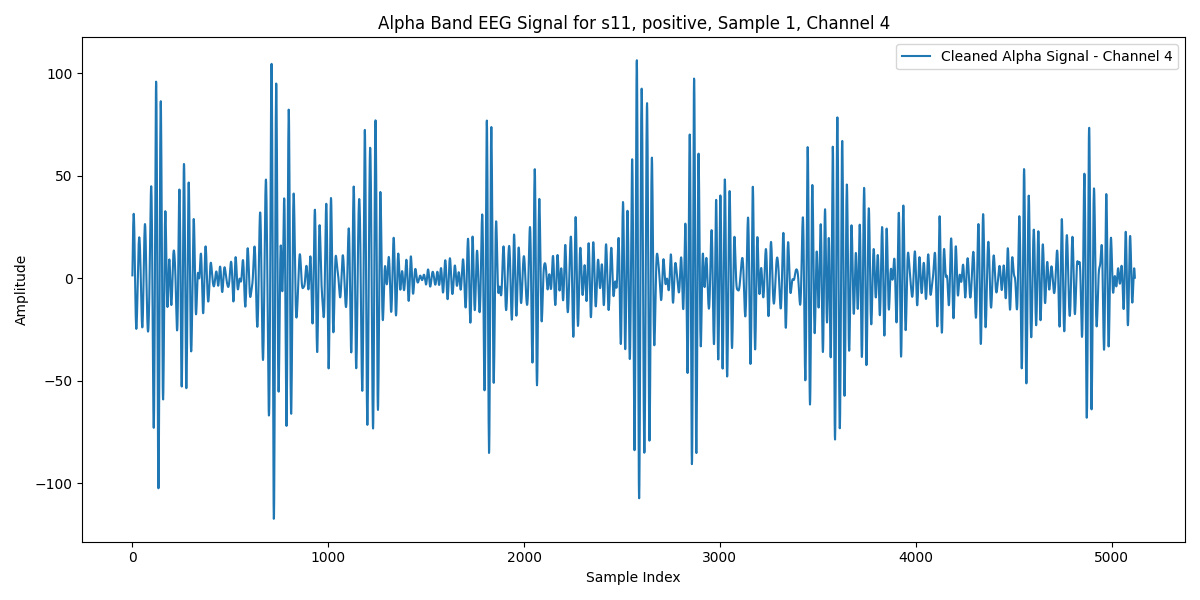 Alpha Band EEG Signal for s11, positive, Sample 1, Channel 4
Cleaned Alpha Signal - Channel 4
Amplitude
100
50
0
−50
−100
0 1000 2000 3000 4000 5000
Sample Index